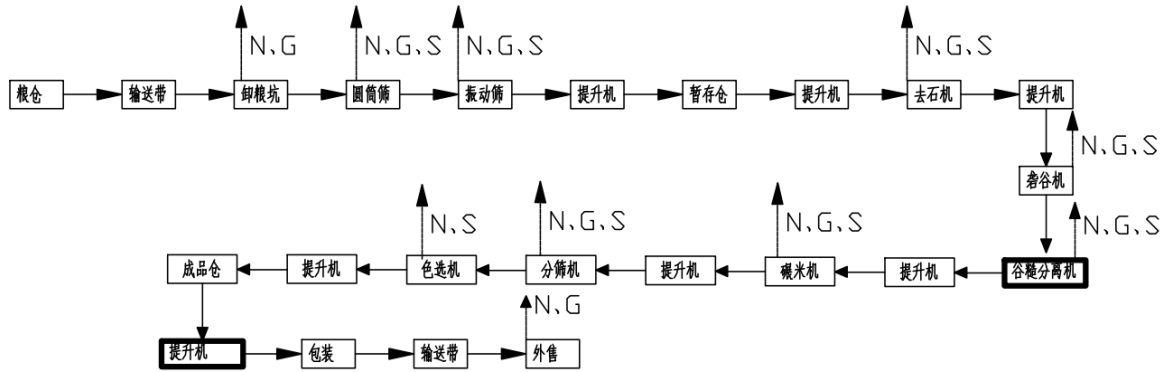 N、G
N、G、S
N、G、S
N、G、S
粮仓
输送带
卸粮坑
圆筒筛
振动筛
提升机
暂存仓
提升机
去石机
提升机
N、G、S
砻谷机
N、S
N、G、S
N、G、S
N、G、S
成品仓
提升机
色选机
分筛机
提升机
碾米机
提升机
谷糙分离机
N、G
提升机
包装
输送带
外售